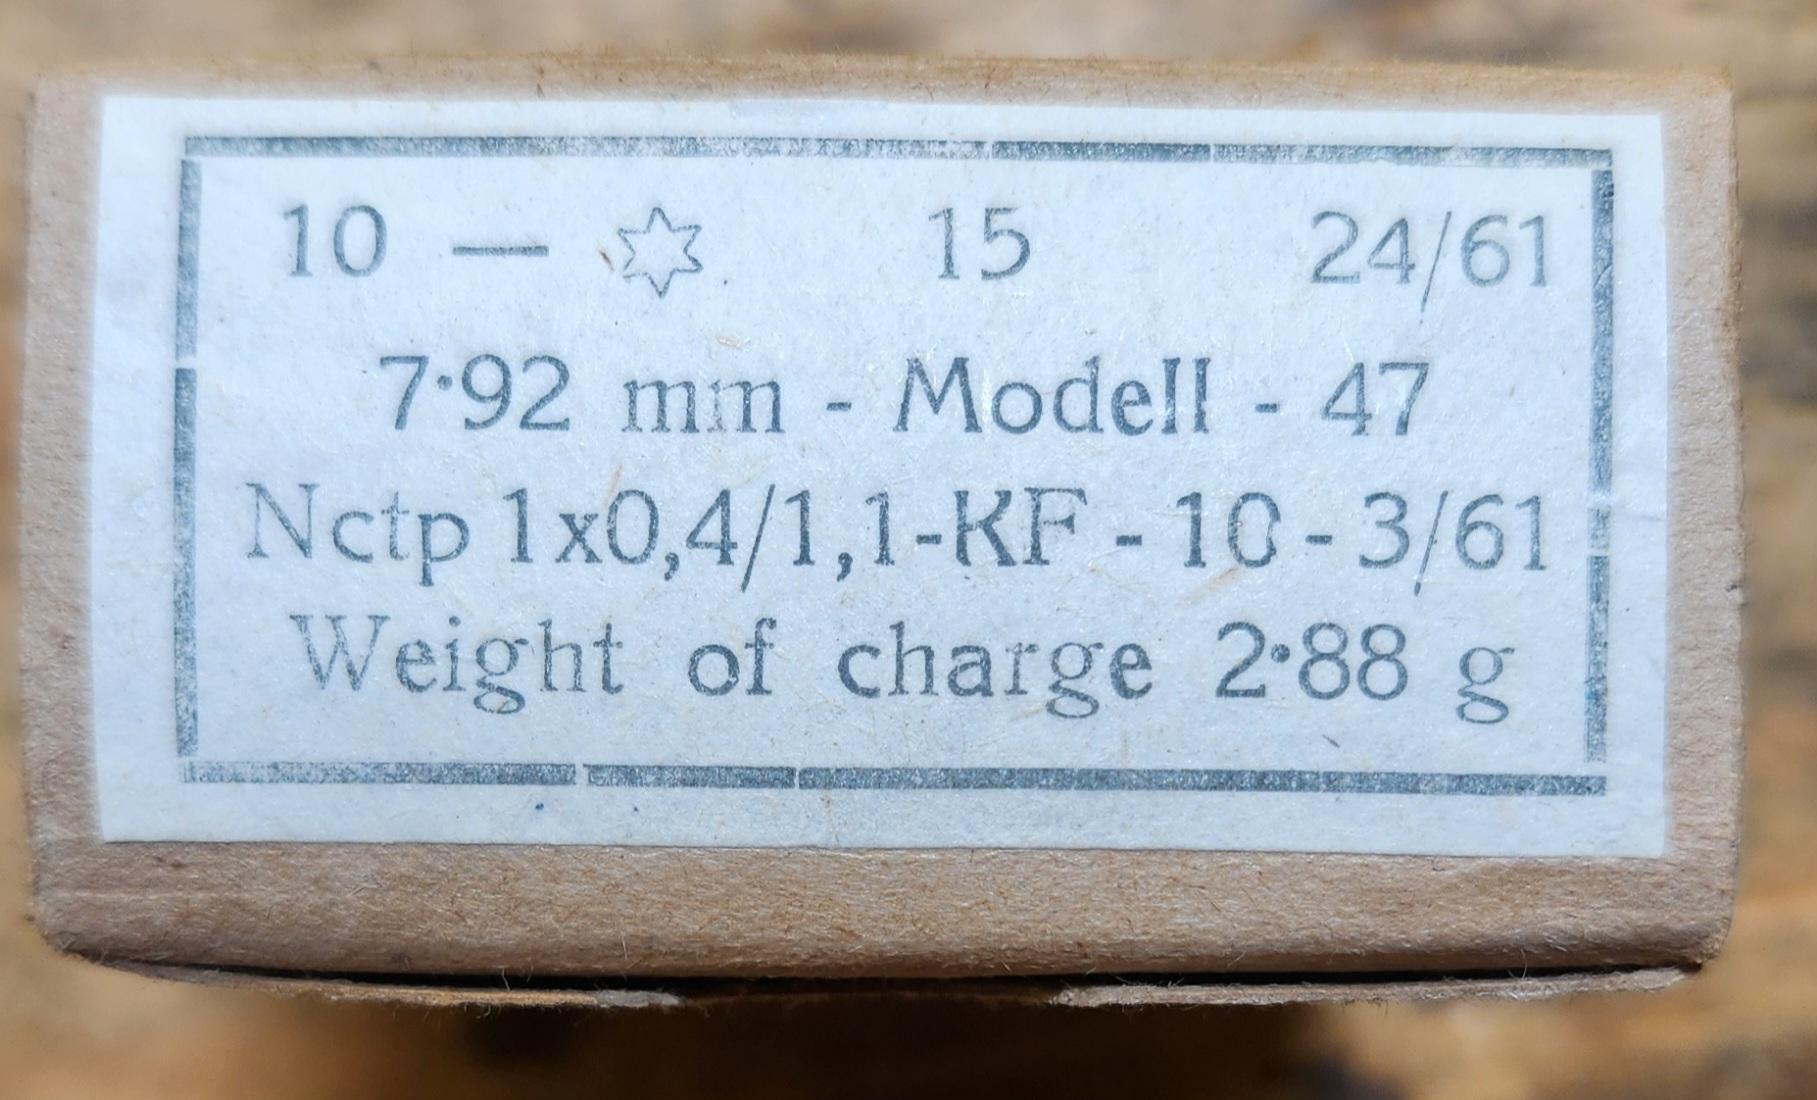 10 — ✡ 15 24/61
7·92 mm - Modell - 47
Nctp 1x0,4/1,1-KF - 10 - 3/61
Weight of charge 2·88 g